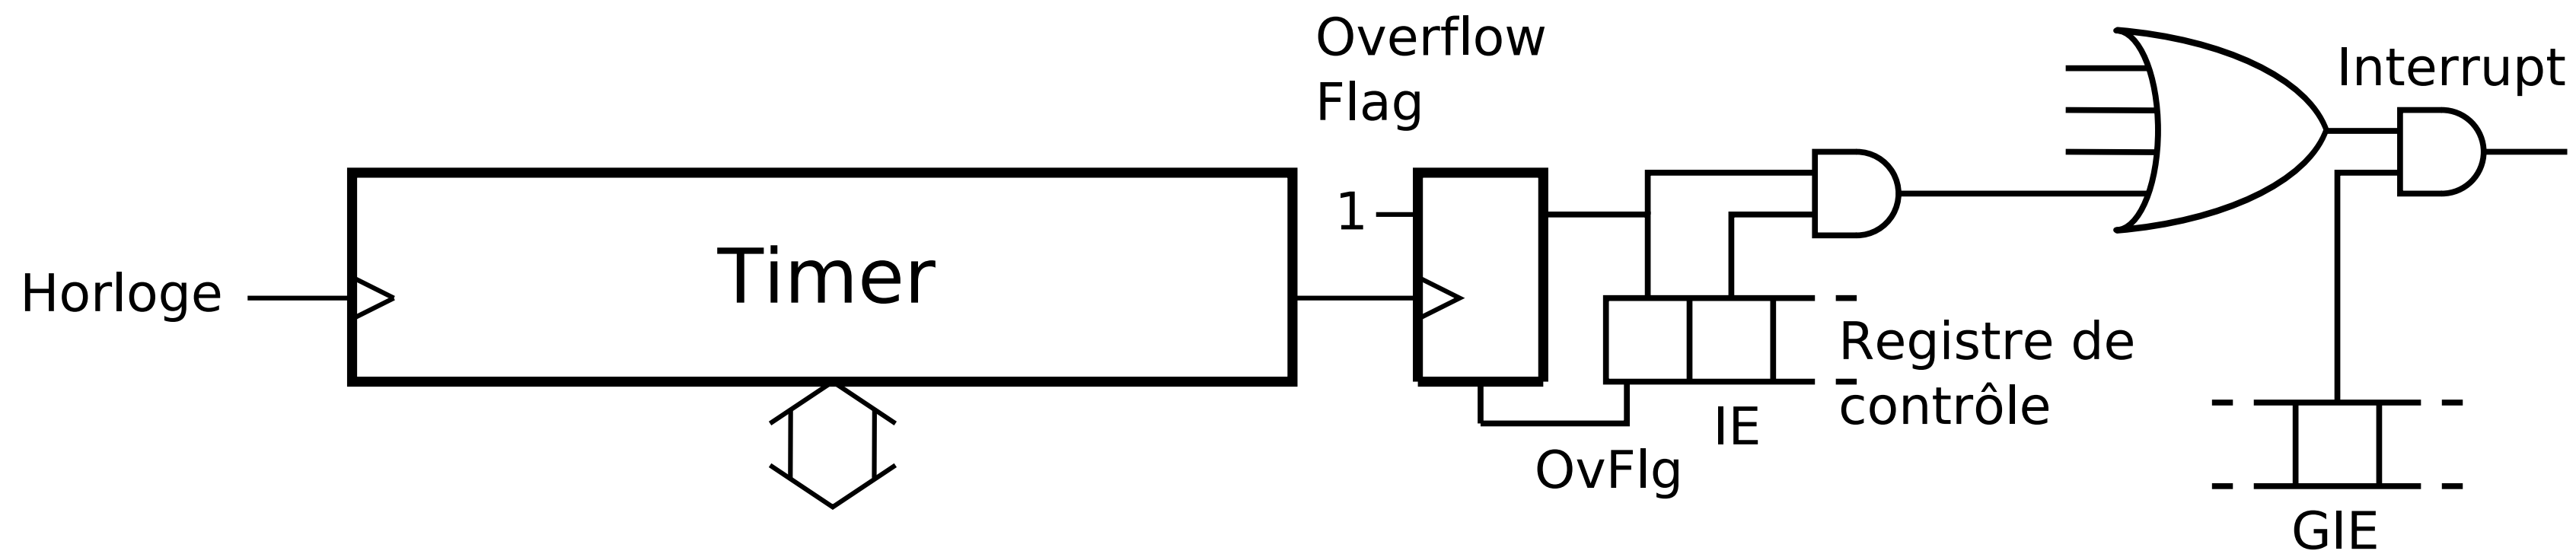 Overflow
Flag
Interrupt
1
Timer
Horloge
Registre de
contrôle
IE
OvFlg
GIE